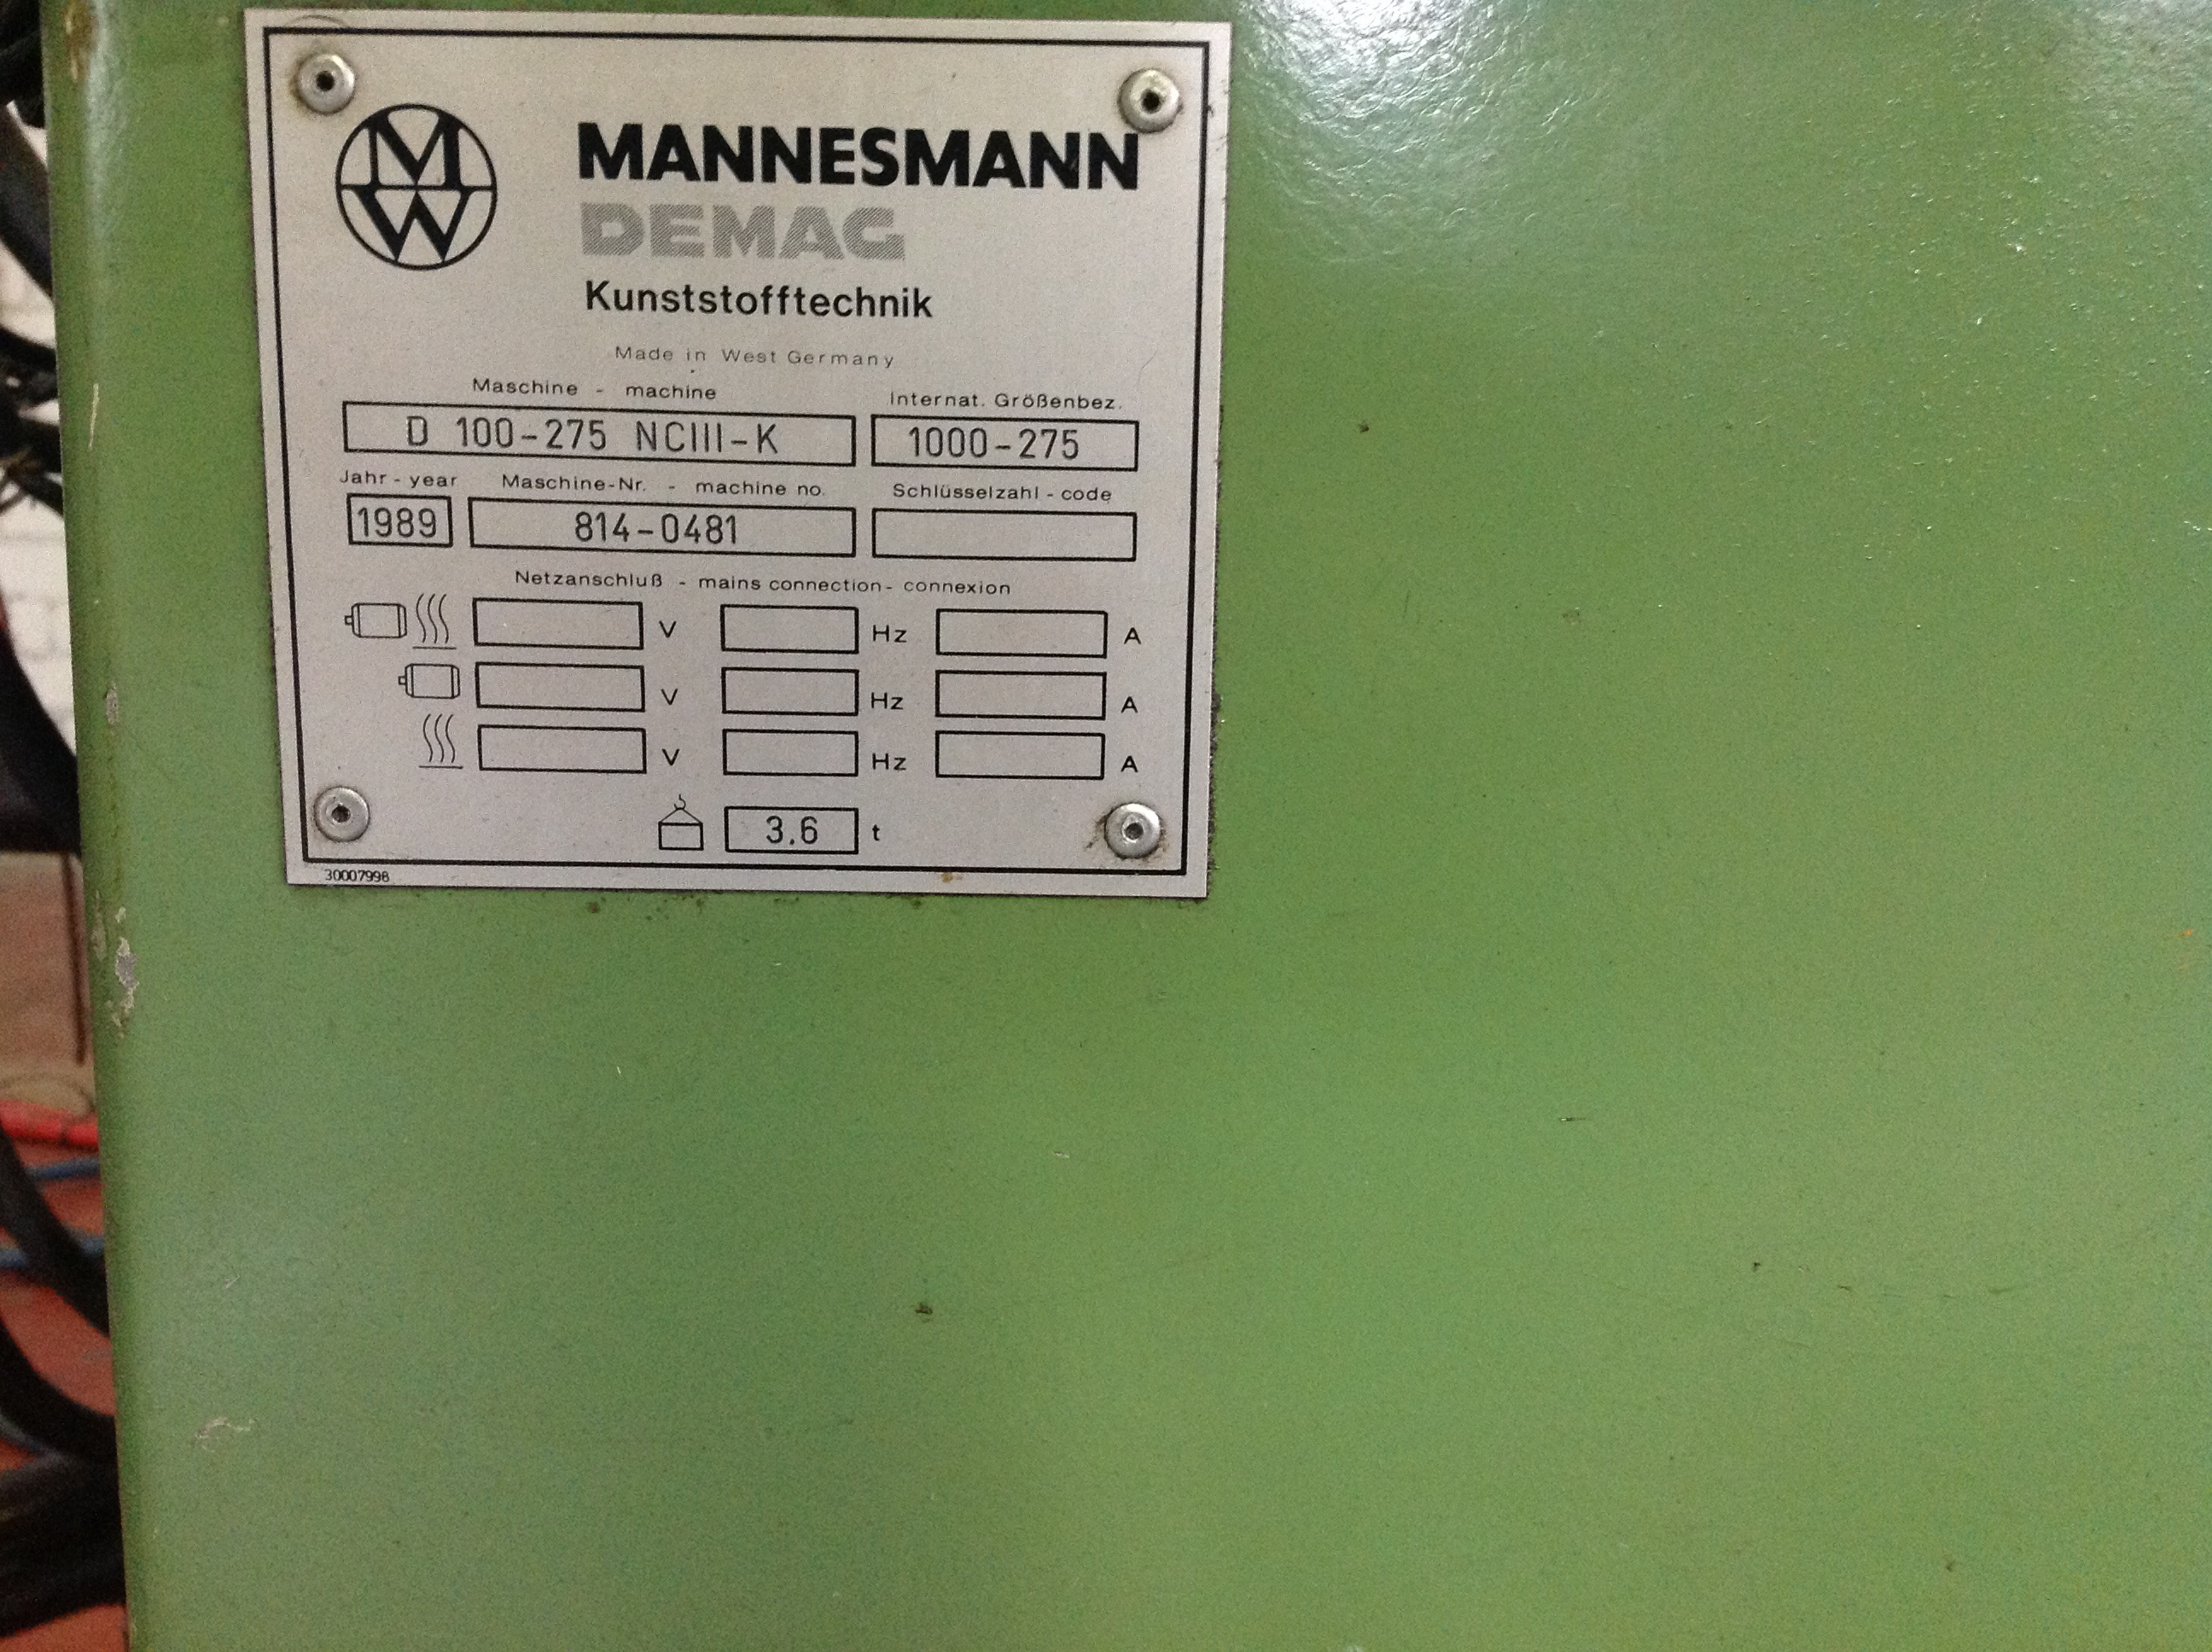 M
W
MANNESMANN
DEMAG
Kunststofftechnik
Made in West Germany
Maschine - machine
Internat. Größenbez.
D 100-275 NCIII-K
1000-275
Jahr - year
Maschine-Nr. - machine no.
Schlüsselzahl - code
1989
814-0481
Netzanschluß - mains connection - connexion
V Hz A
V Hz A
V Hz A
3.6 t
30007998